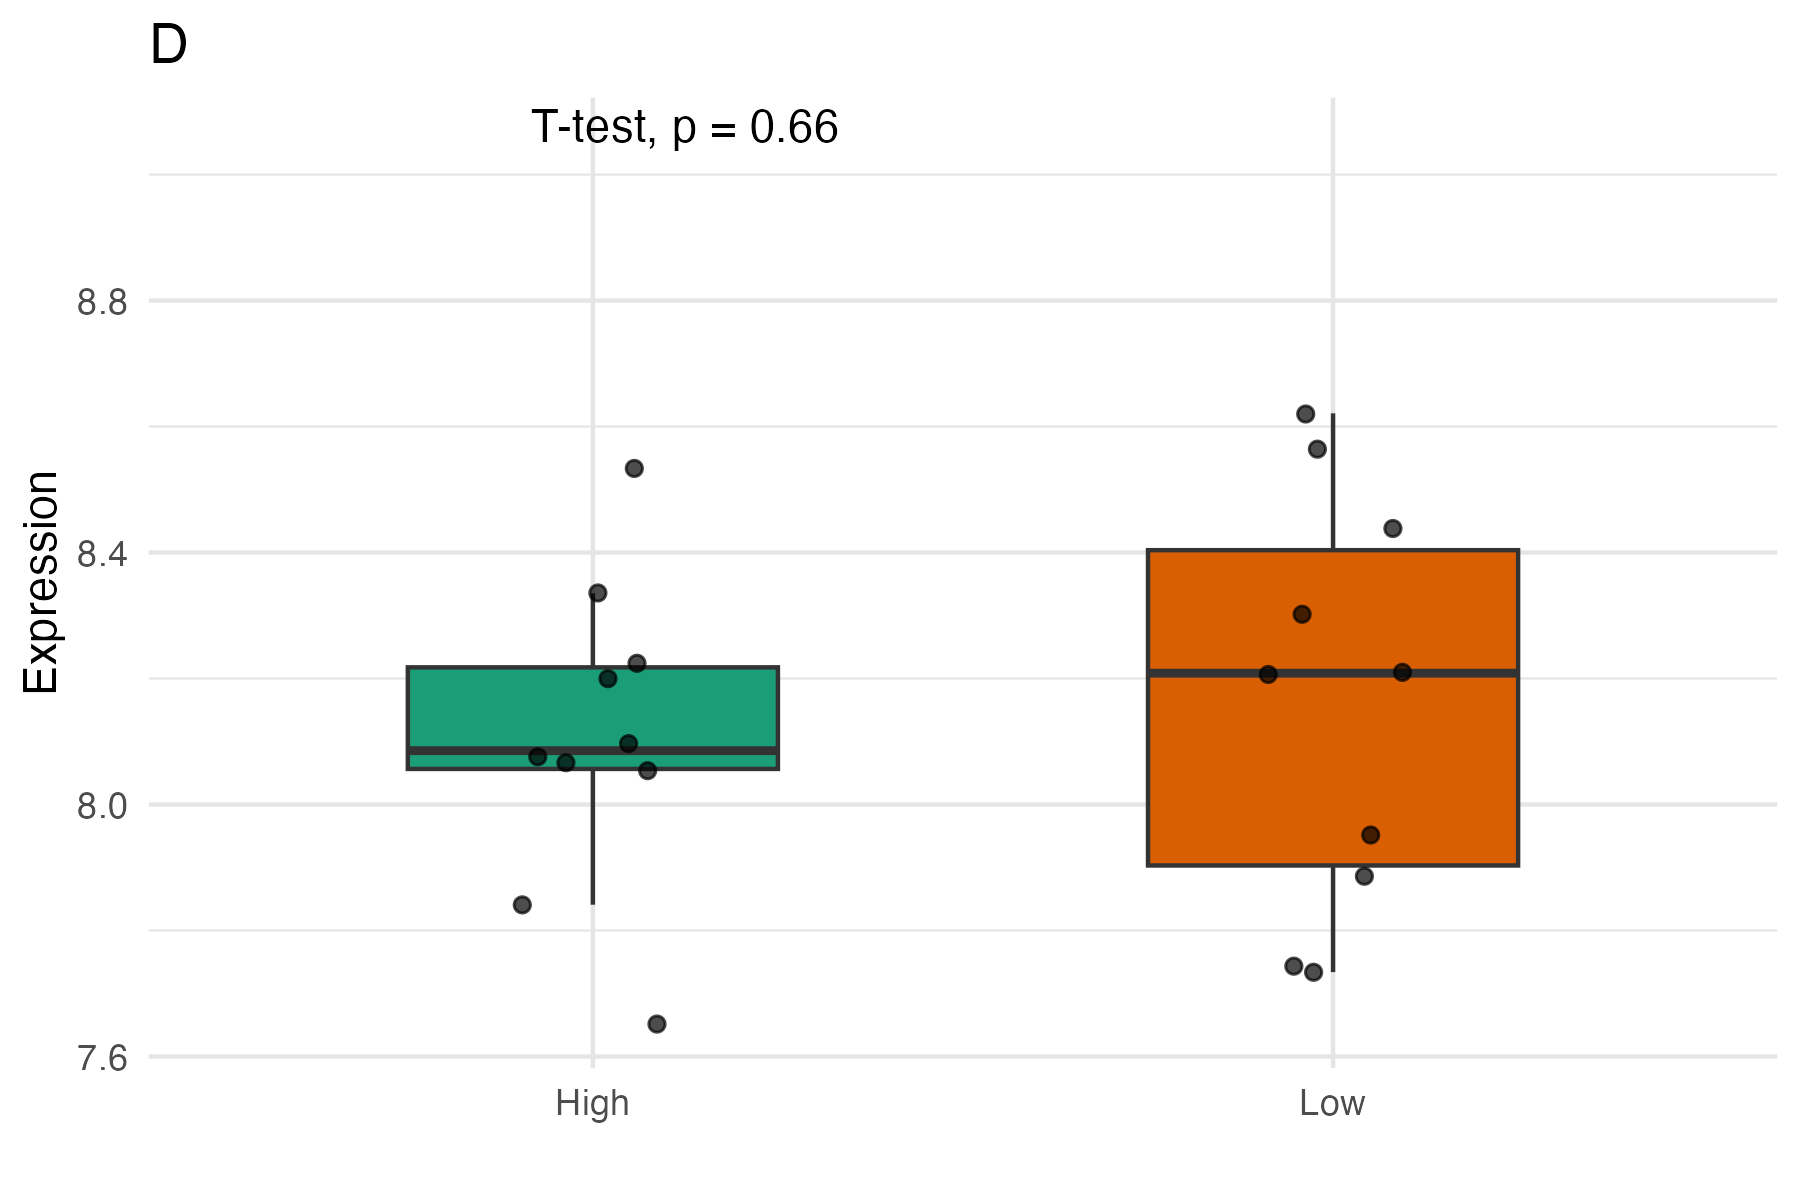 D
T-test, p = 0.66
Expression
8.8
8.4
8.0
7.6
High
Low